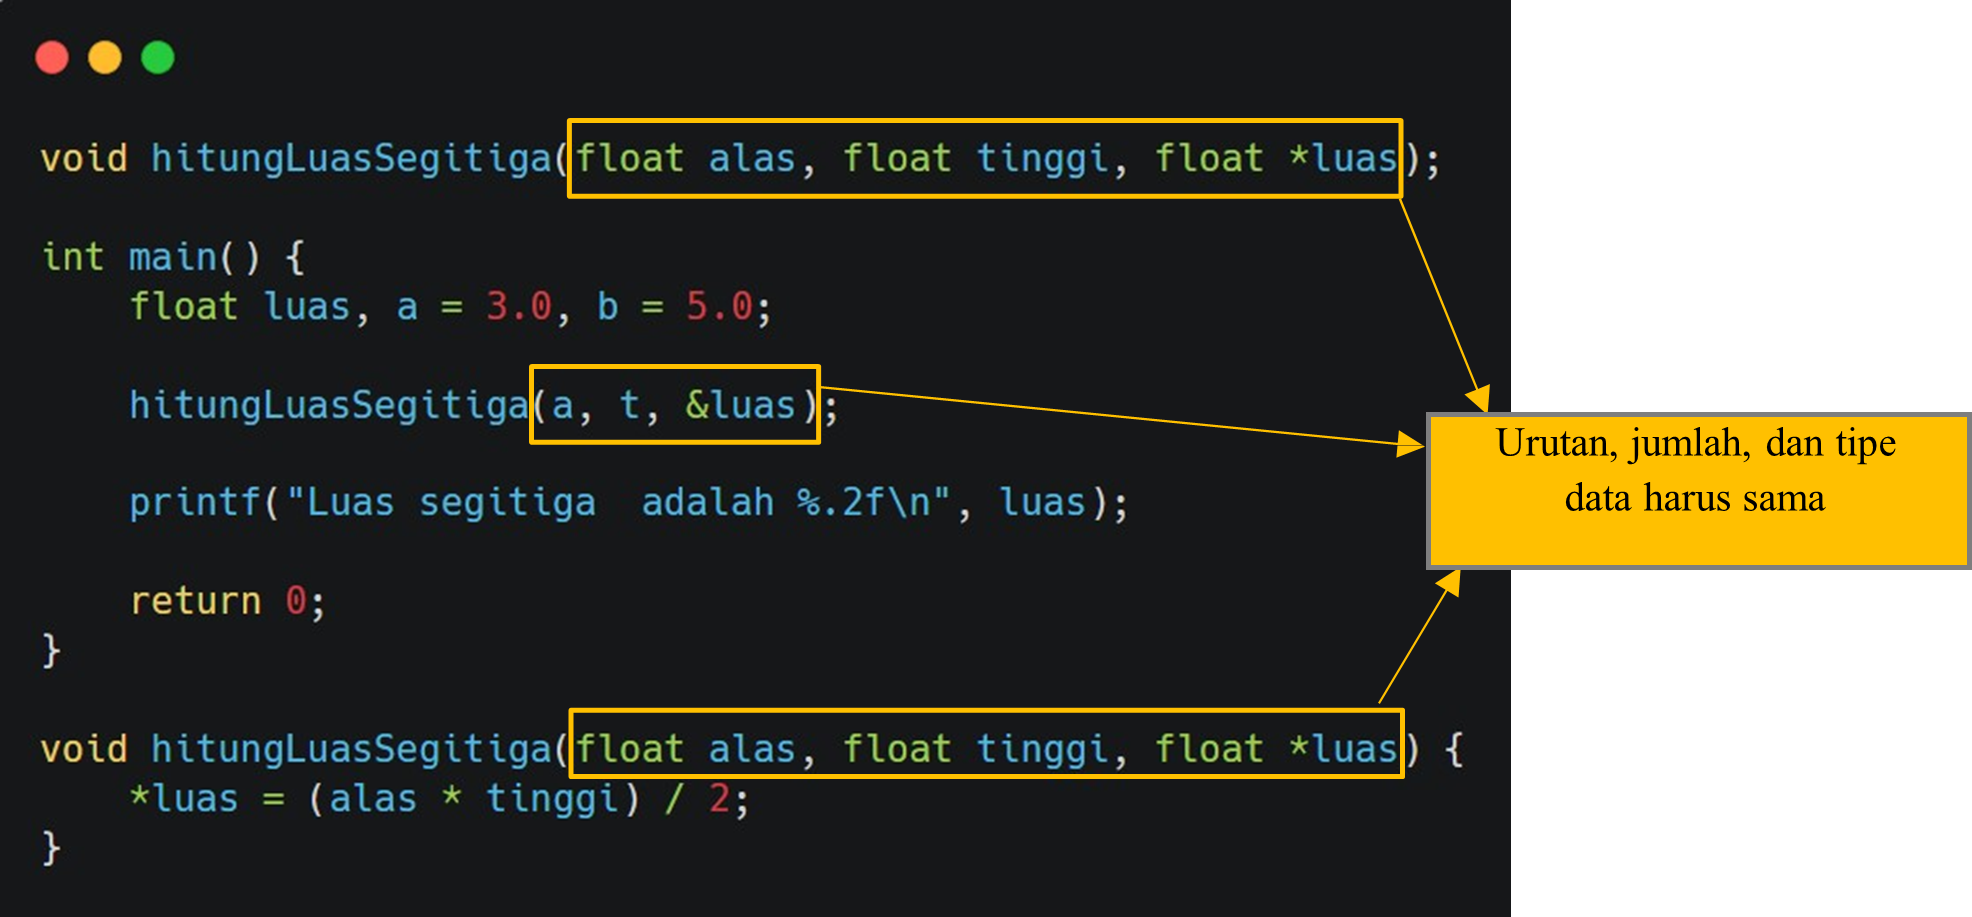 void hitungLuasSegitiga(float alas, float tinggi, float *luas);
int main() {
    float luas, a = 3.0, b = 5.0;
    hitungLuasSegitiga(a, t, &luas);
    printf("Luas segitiga  adalah %.2f\n", luas);
    return 0;
}
void hitungLuasSegitiga(float alas, float tinggi, float *luas) {
    *luas = (alas * tinggi) / 2;
}
Urutan, jumlah, dan tipe
data harus sama